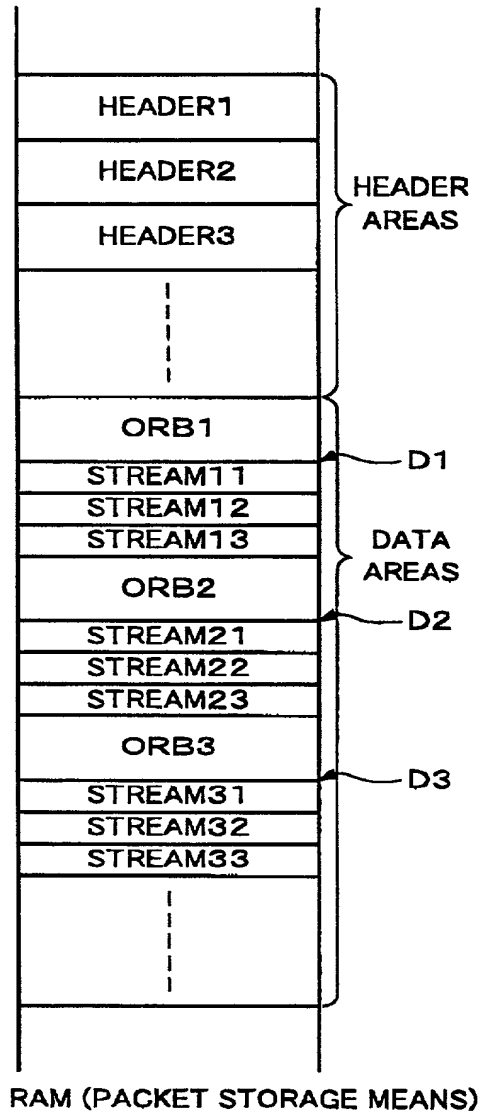 HEADER1
HEADER2
HEADER3
HEADER
AREAS
ORB1
D1
STREAM11
STREAM12
STREAM13
DATA
AREAS
ORB2
D2
STREAM21
STREAM22
STREAM23
ORB3
D3
STREAM31
STREAM32
STREAM33
RAM (PACKET STORAGE MEANS)